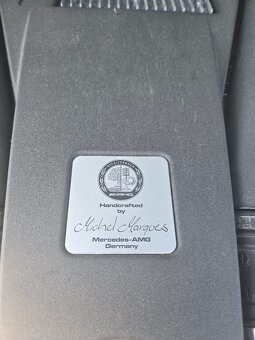 Handcrafted
by
Michel Marques
Mercedes-AMG
Germany